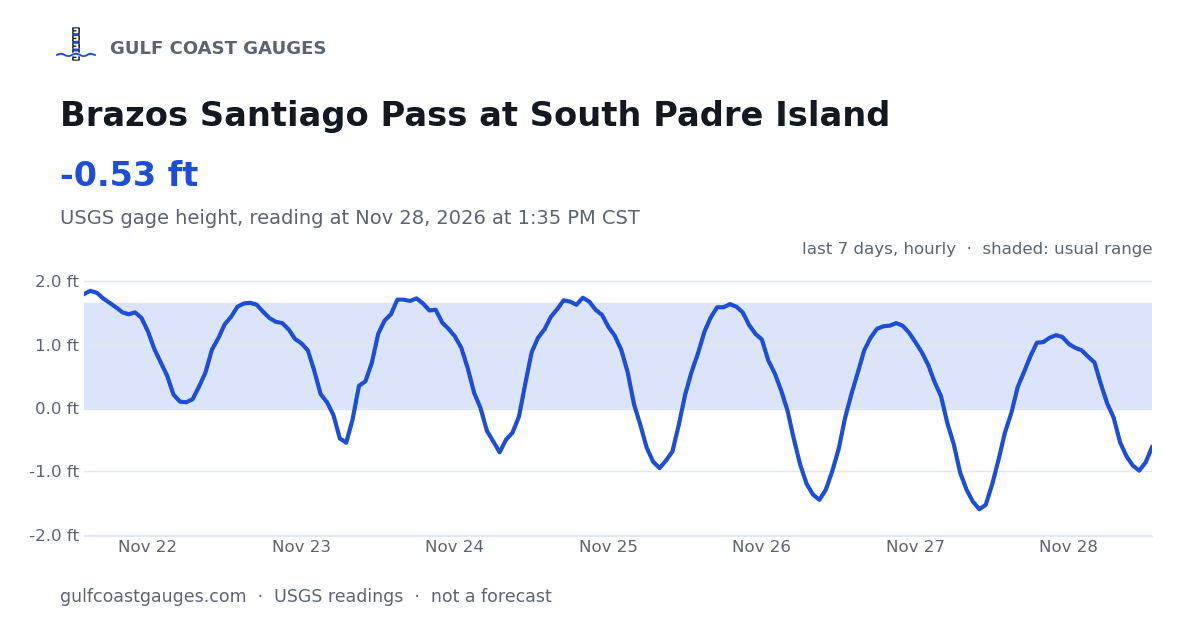 GULF COAST GAUGES
Brazos Santiago Pass at South Padre Island
-0.53 ft
USGS gage height, reading at Nov 28, 2026 at 1:35 PM CST
last 7 days, hourly · shaded: usual range
2.0 ft
1.0 ft
0.0 ft
-1.0 ft
-2.0 ft
Nov 22 Nov 23 Nov 24 Nov 25 Nov 26 Nov 27 Nov 28
gulfcoastgauges.com · USGS readings · not a forecast